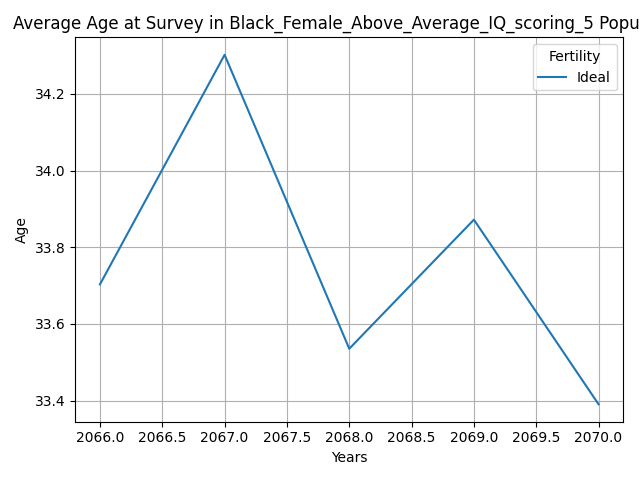 Average Age at Survey in Black_Female_Above_Average_IQ_scoring_5 Popu
Fertility
Ideal
34.2
34.0
33.8
33.6
33.4
Age
2066.0 2066.5 2067.0 2067.5 2068.0 2068.5 2069.0 2069.5 2070.0
Years